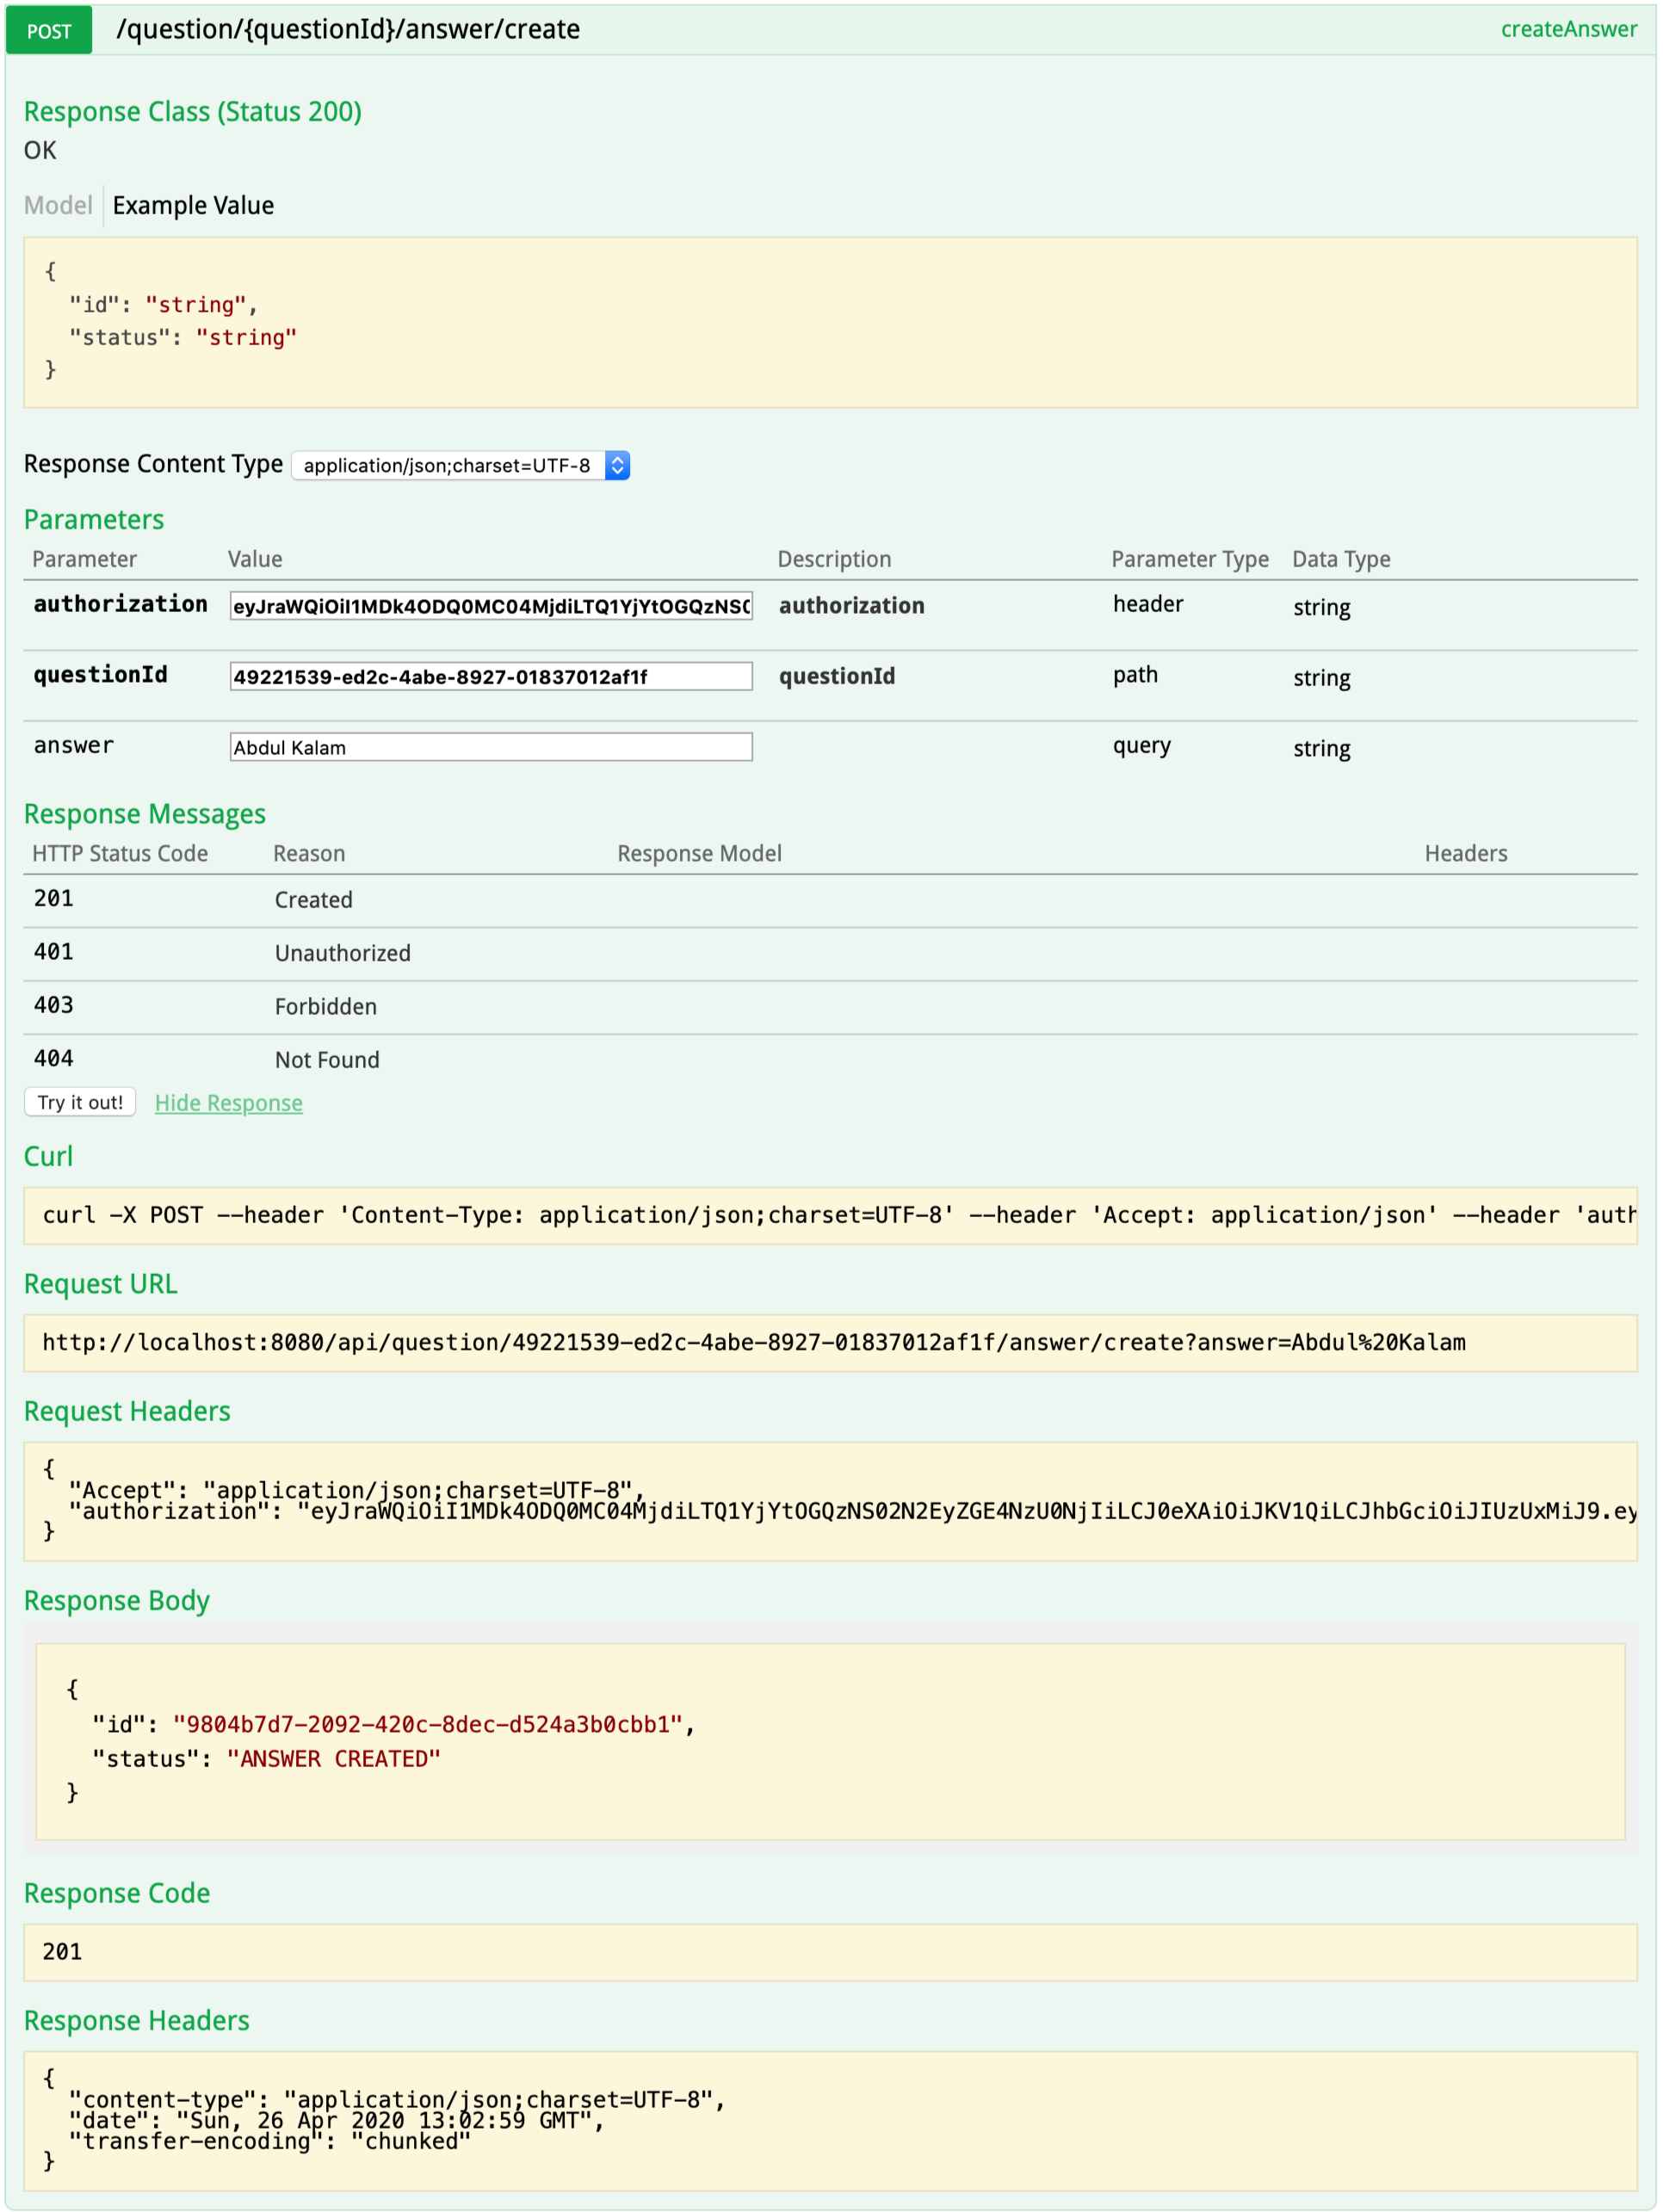 POST /question/{questionId}/answer/create createAnswer
Response Class (Status 200)
OK
Model Example Value
{
"id": "string",
"status": "string"
}
Response Content Type application/json;charset=UTF-8
Parameters
Parameter Value Description Parameter Type Data Type
authorization eyJraWQiOiI1MDk4ODQ0MC04MjdiLTQ1YjYtOGQzNS0 authorization header string
questionId 49221539-ed2c-4abe-8927-01837012af1f questionId path string
answer Abdul Kalam query string
Response Messages
HTTP Status Code Reason Response Model Headers
201 Created
401 Unauthorized
403 Forbidden
404 Not Found
Try it out! Hide Response
Curl
curl -X POST --header 'Content-Type: application/json;charset=UTF-8' --header 'Accept: application/json' --header 'auth
Request URL
http://localhost:8080/api/question/49221539-ed2c-4abe-8927-01837012af1f/answer/create?answer=Abdul%20Kalam
Request Headers
{
"Accept": "application/json;charset=UTF-8",
"authorization": "eyJraWQiOiI1MDk4ODQ0MC04MjdiLTQ1YjYtOGQzNS02N2EyZGE4NzU0NjIiLCJ0eXAiOiJKV1QiLCJhbGciOiJIUzUxMiJ9.ey
}
Response Body
{
"id": "9804b7d7-2092-420c-8dec-d524a3b0cbb1",
"status": "ANSWER CREATED"
}
Response Code
201
Response Headers
{
"content-type": "application/json;charset=UTF-8",
"date": "Sun, 26 Apr 2020 13:02:59 GMT",
"transfer-encoding": "chunked"
}